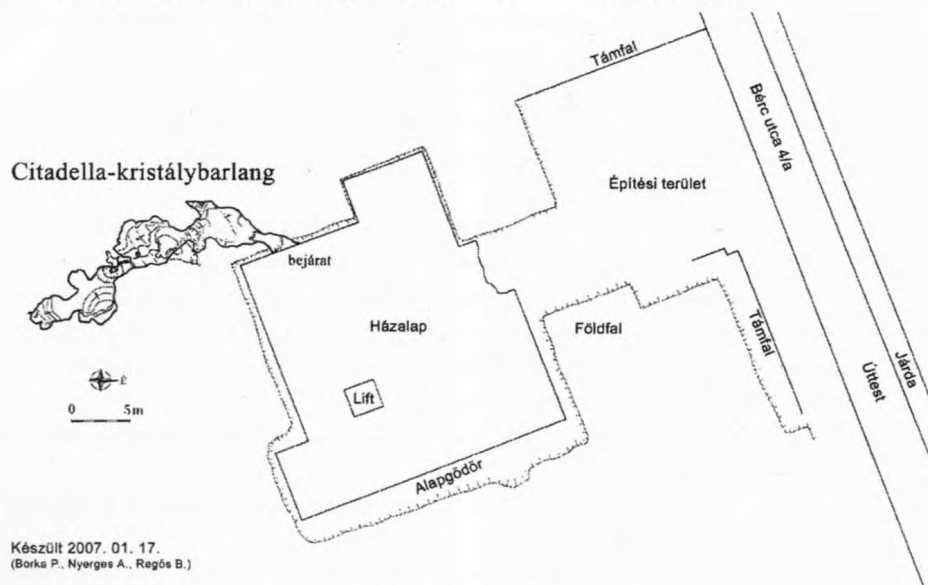 Támfal
Bérc utca 4/a
Citadella-kristálybarlang
Építési terület
bejárat
Házalap
Földfal
Támfal
Járda
Úttest
É
0 5m
Lift
Alapgödör
Készült 2007. 01. 17.
(Borka P., Nyerges A., Regős B.)